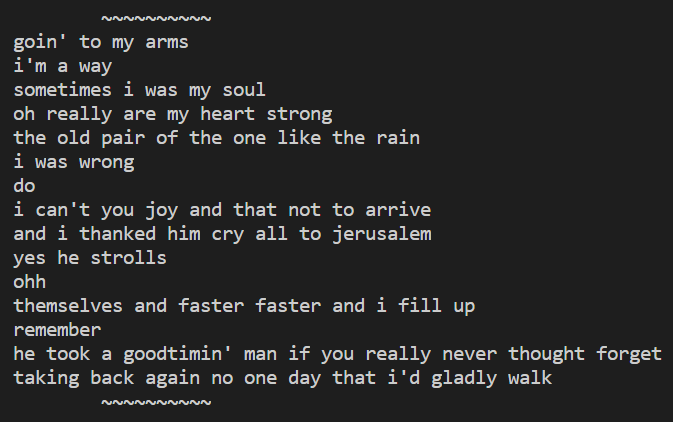 ~~~~~~~~~~
goin' to my arms
i'm a way
sometimes i was my soul
oh really are my heart strong
the old pair of the one like the rain
i was wrong
do
i can't you joy and that not to arrive
and i thanked him cry all to jerusalem
yes he strolls
ohh
themselves and faster faster and i fill up
remember
he took a goodtimin' man if you really never thought forget
taking back again no one day that i'd gladly walk
~~~~~~~~~~